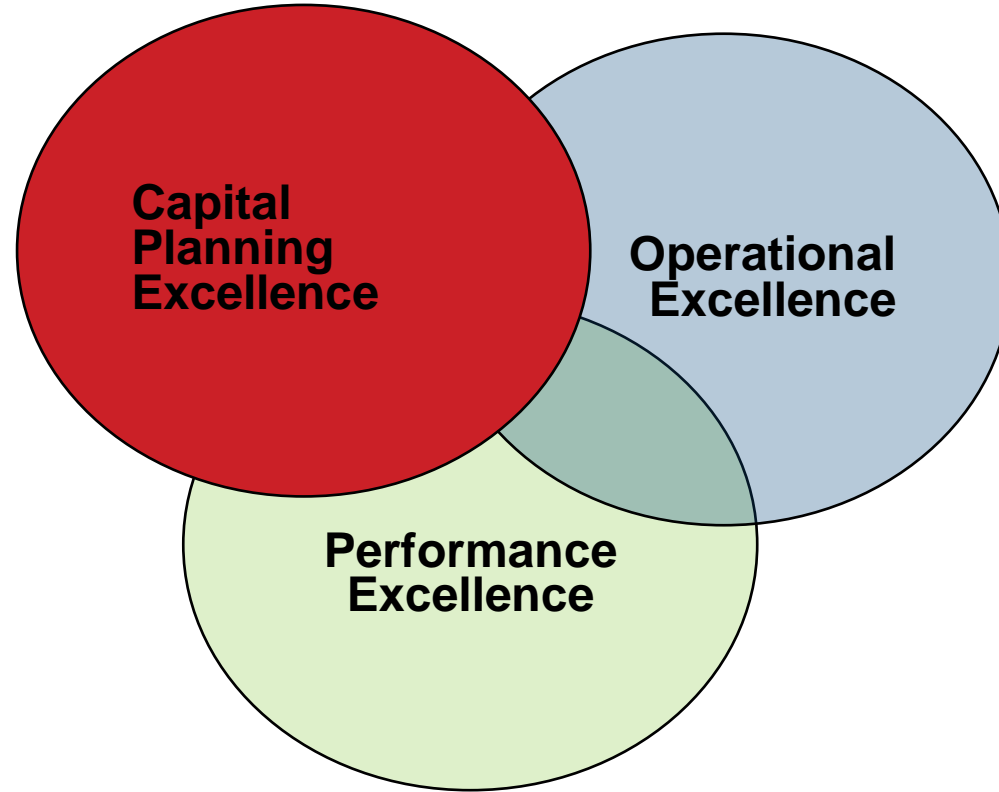 Capital
Planning
Excellence
Operational
Excellence
Performance
Excellence